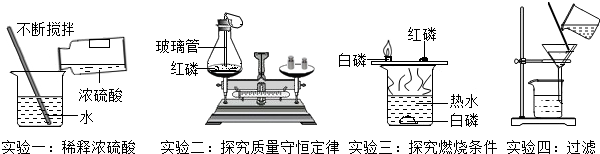 不断搅拌
浓硫酸
水
实验一：稀释浓硫酸
玻璃管
红磷
实验二：探究质量守恒定律
白磷
红磷
热水
白磷
实验三：探究燃烧条件
实验四：过滤